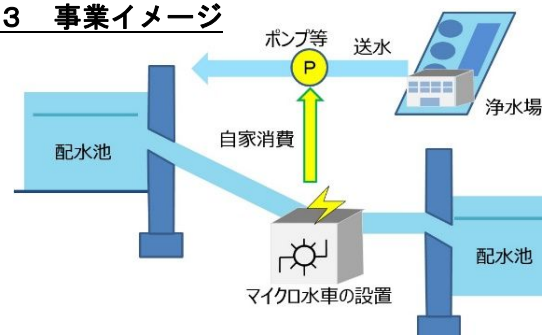 ３　事業イメージ
ポンプ等
送水
P
浄水場
自家消費
配水池
配水池
マイクロ水車の設置